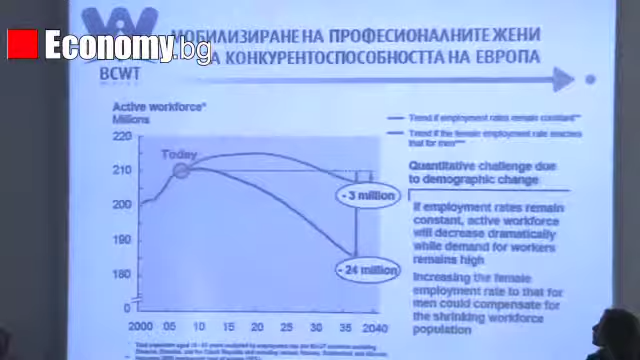 Economy.bg
МОБИЛИЗИРАНЕ НА ПРОФЕСИОНАЛНИТЕ ЖЕНИ
КОНКУРЕНТОСПОСОБНОСТТА НА ЕВРОПА
BCWT
Active workforce*
Millions
Trend if employment rates remain constant**
Trend if the female employment rate reaches
that for men***
220
210
200
190
180
0
Today
- 3 million
- 24 million
2000 05 10 15 20 25 30 35 2040
Quantitative challenge due
to demographic change
If employment rates remain
constant, active workforce
will decrease dramatically
while demand for workers
remains high
Increasing the female
employment rate to that for
men could compensate for
the shrinking workforce
population